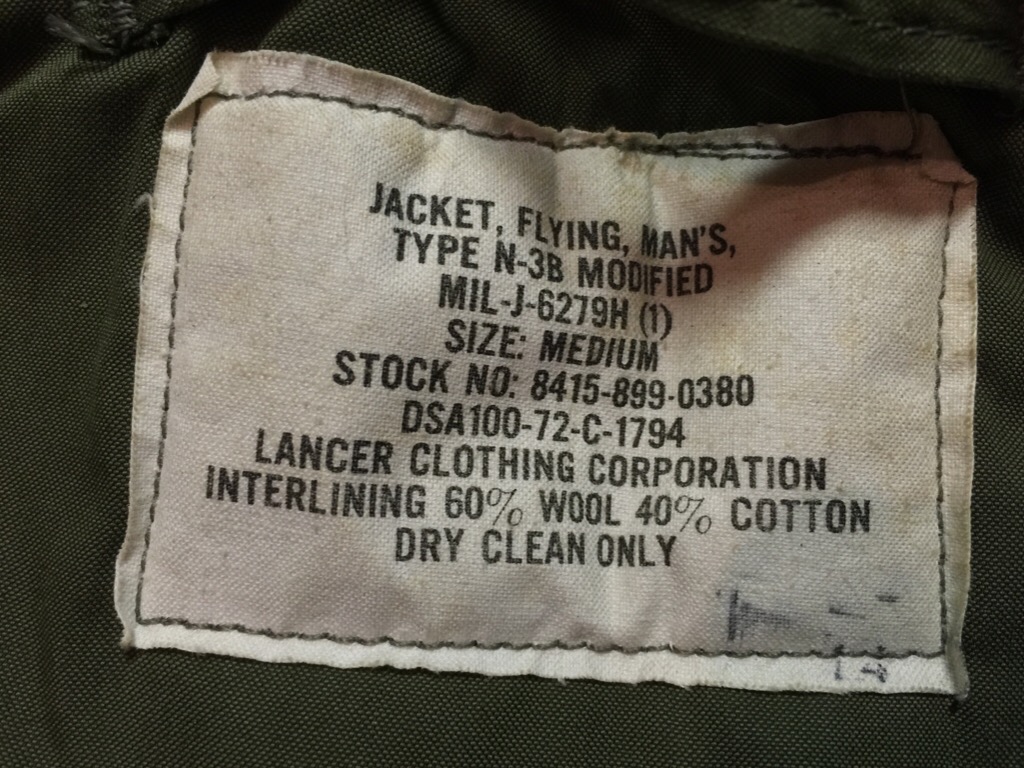 JACKET, FLYING, MAN'S,
TYPE N-3B MODIFIED
MIL-J-6279H (1)
SIZE: MEDIUM
STOCK NO: 8415-899-0380
DSA100-72-C-1794
LANCER CLOTHING CORPORATION
INTERLINING 60% WOOL 40% COTTON
DRY CLEAN ONLY